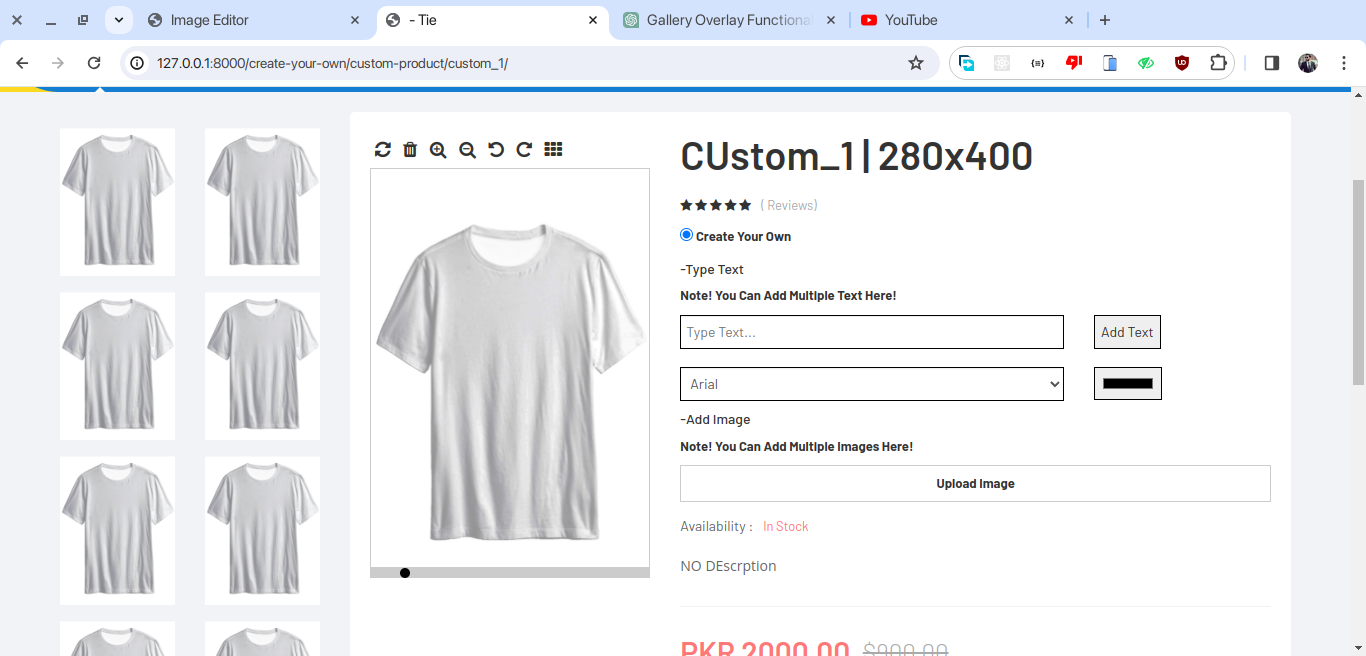 Image Editor
- Tie
Gallery Overlay Functiona
YouTube
127.0.0.1:8000/create-your-own/custom-product/custom_1/
CUstom_1 | 280x400
( Reviews)
Create Your Own
-Type Text
Note! You Can Add Multiple Text Here!
Type Text...
Add Text
Arial
-Add Image
Note! You Can Add Multiple Images Here!
Upload Image
Availability : In Stock
NO DEscrption
PKR 2000.00 $900.00